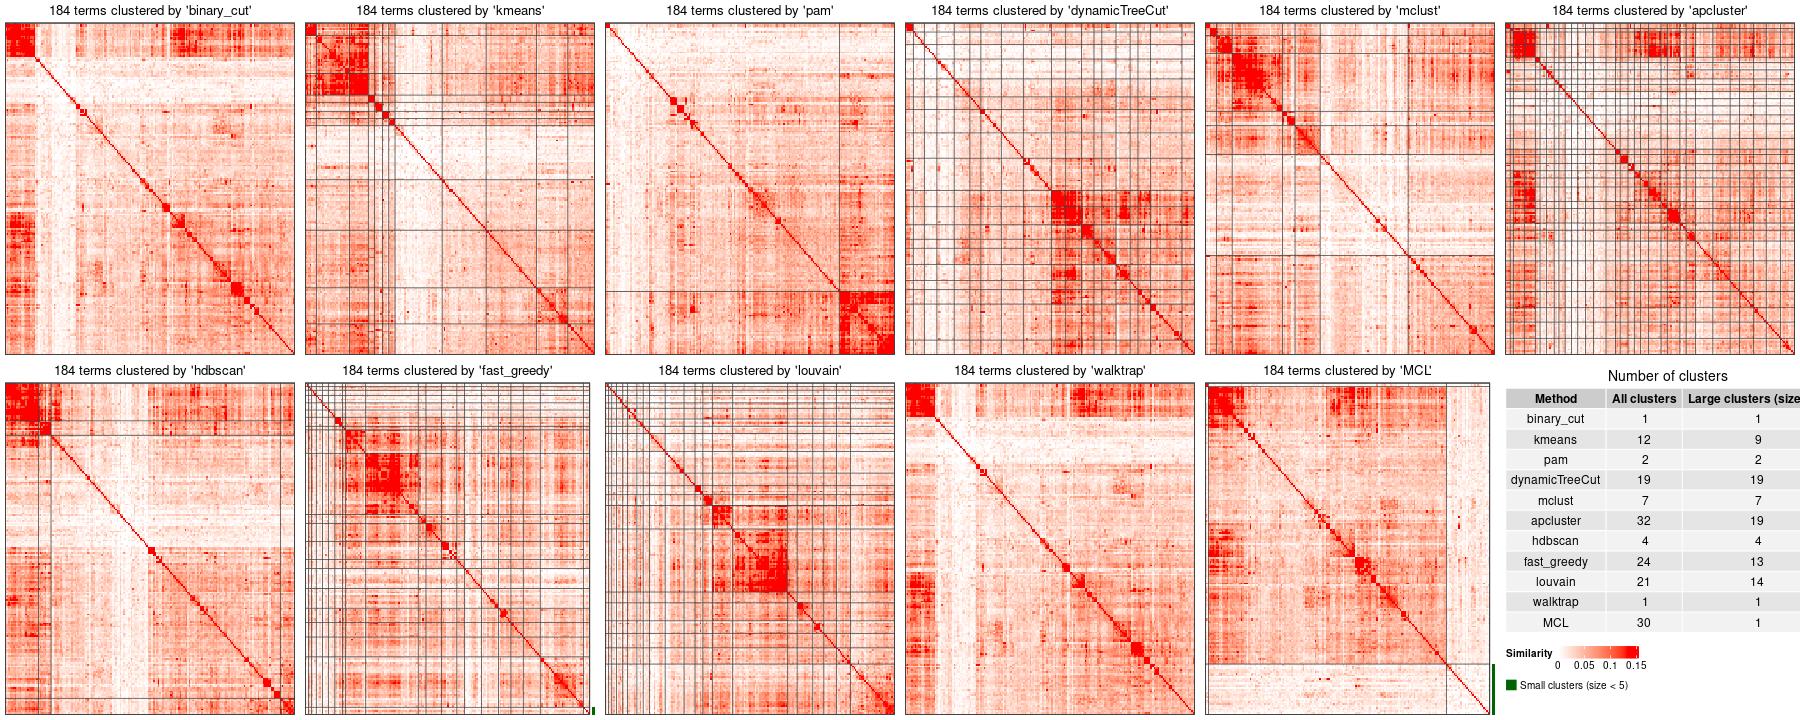 184 terms clustered by 'binary_cut'
184 terms clustered by 'kmeans'
184 terms clustered by 'pam'
184 terms clustered by 'dynamicTreeCut'
184 terms clustered by 'mclust'
184 terms clustered by 'apcluster'
184 terms clustered by 'hdbscan'
184 terms clustered by 'fast_greedy'
184 terms clustered by 'louvain'
184 terms clustered by 'walktrap'
184 terms clustered by 'MCL'
Number of clusters
Method All clusters Large clusters (size
binary_cut 1 1
kmeans 12 9
pam 2 2
dynamicTreeCut 19 19
mclust 7 7
apcluster 32 19
hdbscan 4 4
fast_greedy 24 13
louvain 21 14
walktrap 1 1
MCL 30 1
Similarity
0 0.05 0.1 0.15
Small clusters (size < 5)